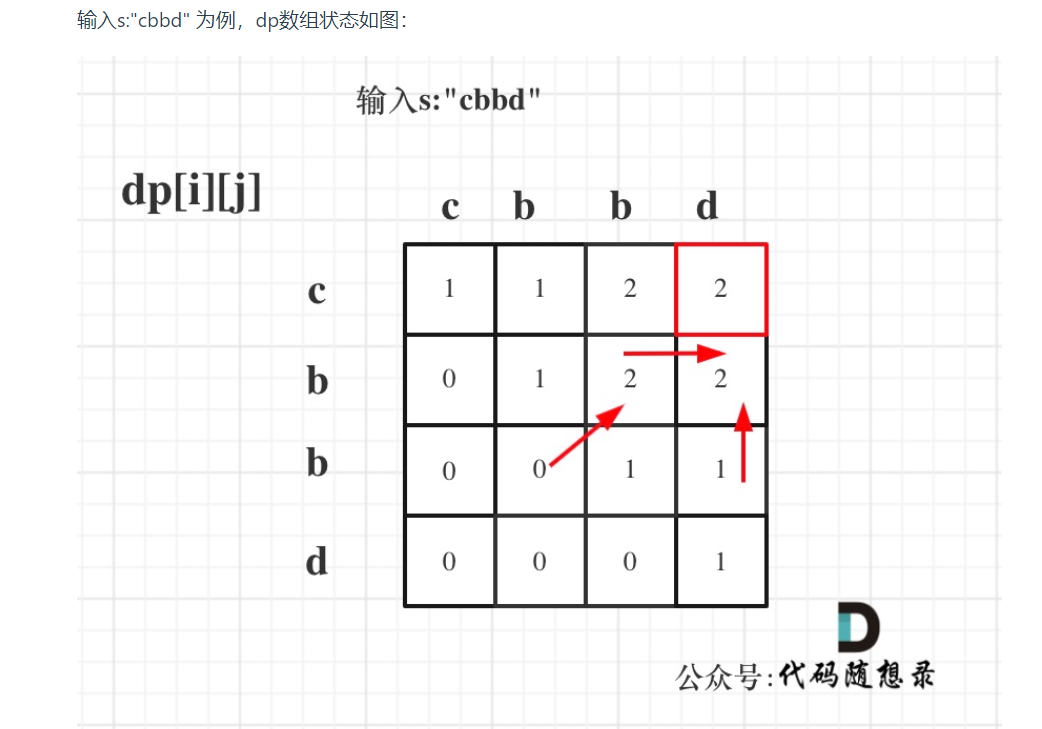 输入s:"cbbd" 为例，dp数组状态如图：
输入s:"cbbd"
dp[i][j]
c b b d
c 1 1 2 2
b 0 1 2 2
b 0 0 1 1
d 0 0 0 1
D
公众号:代码随想录